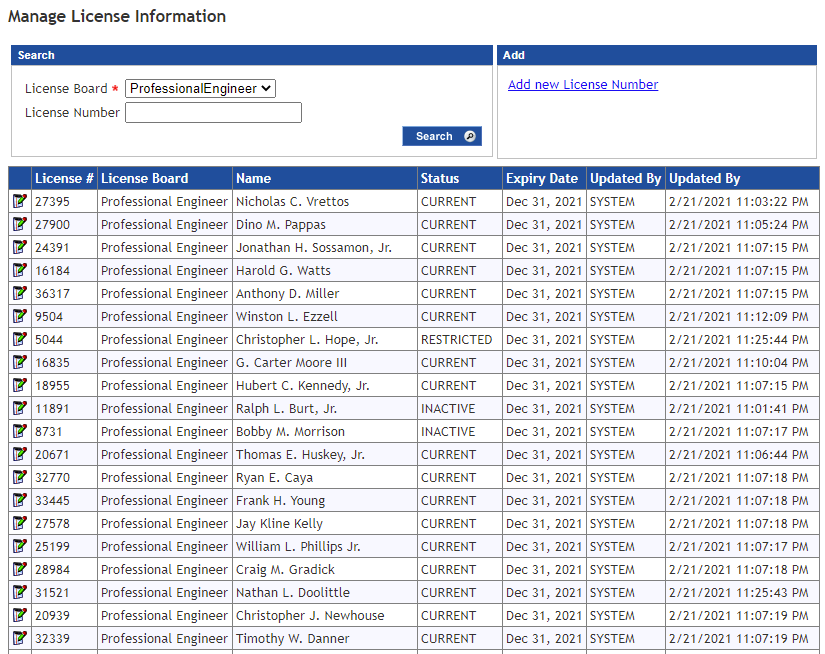 Manage License Information
Search
License Board * ProfessionalEngineer
License Number
Search
Add
Add new License Number
License # License Board Name Status Expiry Date Updated By Updated By
27395 Professional Engineer Nicholas C. Vrettos CURRENT Dec 31, 2021 SYSTEM 2/21/2021 11:03:22 PM
27900 Professional Engineer Dino M. Pappas CURRENT Dec 31, 2021 SYSTEM 2/21/2021 11:05:24 PM
24391 Professional Engineer Jonathan H. Sossamon, Jr. CURRENT Dec 31, 2021 SYSTEM 2/21/2021 11:07:15 PM
16184 Professional Engineer Harold G. Watts CURRENT Dec 31, 2021 SYSTEM 2/21/2021 11:07:15 PM
36317 Professional Engineer Anthony D. Miller CURRENT Dec 31, 2021 SYSTEM 2/21/2021 11:07:15 PM
9504 Professional Engineer Winston L. Ezzell CURRENT Dec 31, 2021 SYSTEM 2/21/2021 11:12:09 PM
5044 Professional Engineer Christopher L. Hope, Jr. RESTRICTED Dec 31, 2021 SYSTEM 2/21/2021 11:25:44 PM
16835 Professional Engineer G. Carter Moore III CURRENT Dec 31, 2021 SYSTEM 2/21/2021 11:10:04 PM
18955 Professional Engineer Hubert C. Kennedy, Jr. CURRENT Dec 31, 2021 SYSTEM 2/21/2021 11:07:15 PM
11891 Professional Engineer Ralph L. Burt, Jr. INACTIVE Dec 31, 2021 SYSTEM 2/21/2021 11:01:41 PM
8731 Professional Engineer Bobby M. Morrison INACTIVE Dec 31, 2021 SYSTEM 2/21/2021 11:07:17 PM
20671 Professional Engineer Thomas E. Huskey, Jr. CURRENT Dec 31, 2021 SYSTEM 2/21/2021 11:06:44 PM
32770 Professional Engineer Ryan E. Caya CURRENT Dec 31, 2021 SYSTEM 2/21/2021 11:07:18 PM
33445 Professional Engineer Frank H. Young CURRENT Dec 31, 2021 SYSTEM 2/21/2021 11:07:18 PM
27578 Professional Engineer Jay Kline Kelly CURRENT Dec 31, 2021 SYSTEM 2/21/2021 11:07:18 PM
25199 Professional Engineer William L. Phillips Jr. CURRENT Dec 31, 2021 SYSTEM 2/21/2021 11:07:17 PM
28984 Professional Engineer Craig M. Gradick CURRENT Dec 31, 2021 SYSTEM 2/21/2021 11:07:18 PM
31521 Professional Engineer Nathan L. Doolittle CURRENT Dec 31, 2021 SYSTEM 2/21/2021 11:25:43 PM
20939 Professional Engineer Christopher J. Newhouse CURRENT Dec 31, 2021 SYSTEM 2/21/2021 11:07:19 PM
32339 Professional Engineer Timothy W. Danner CURRENT Dec 31, 2021 SYSTEM 2/21/2021 11:07:19 PM